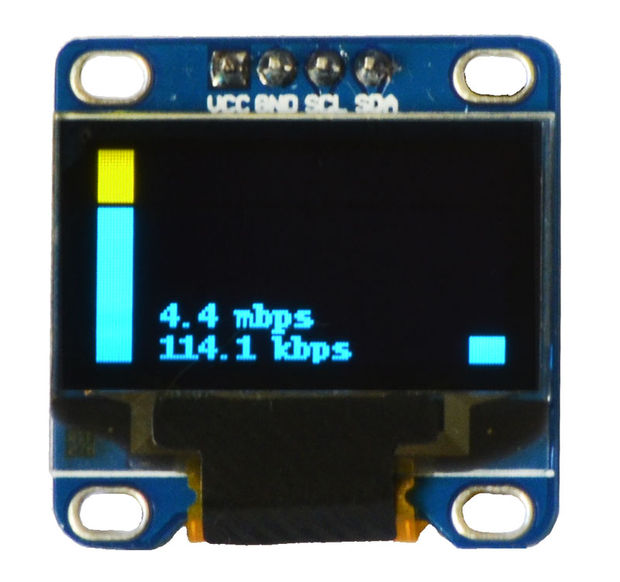 VCC GND SCL SDA
4.4 mbps
114.1 kbps